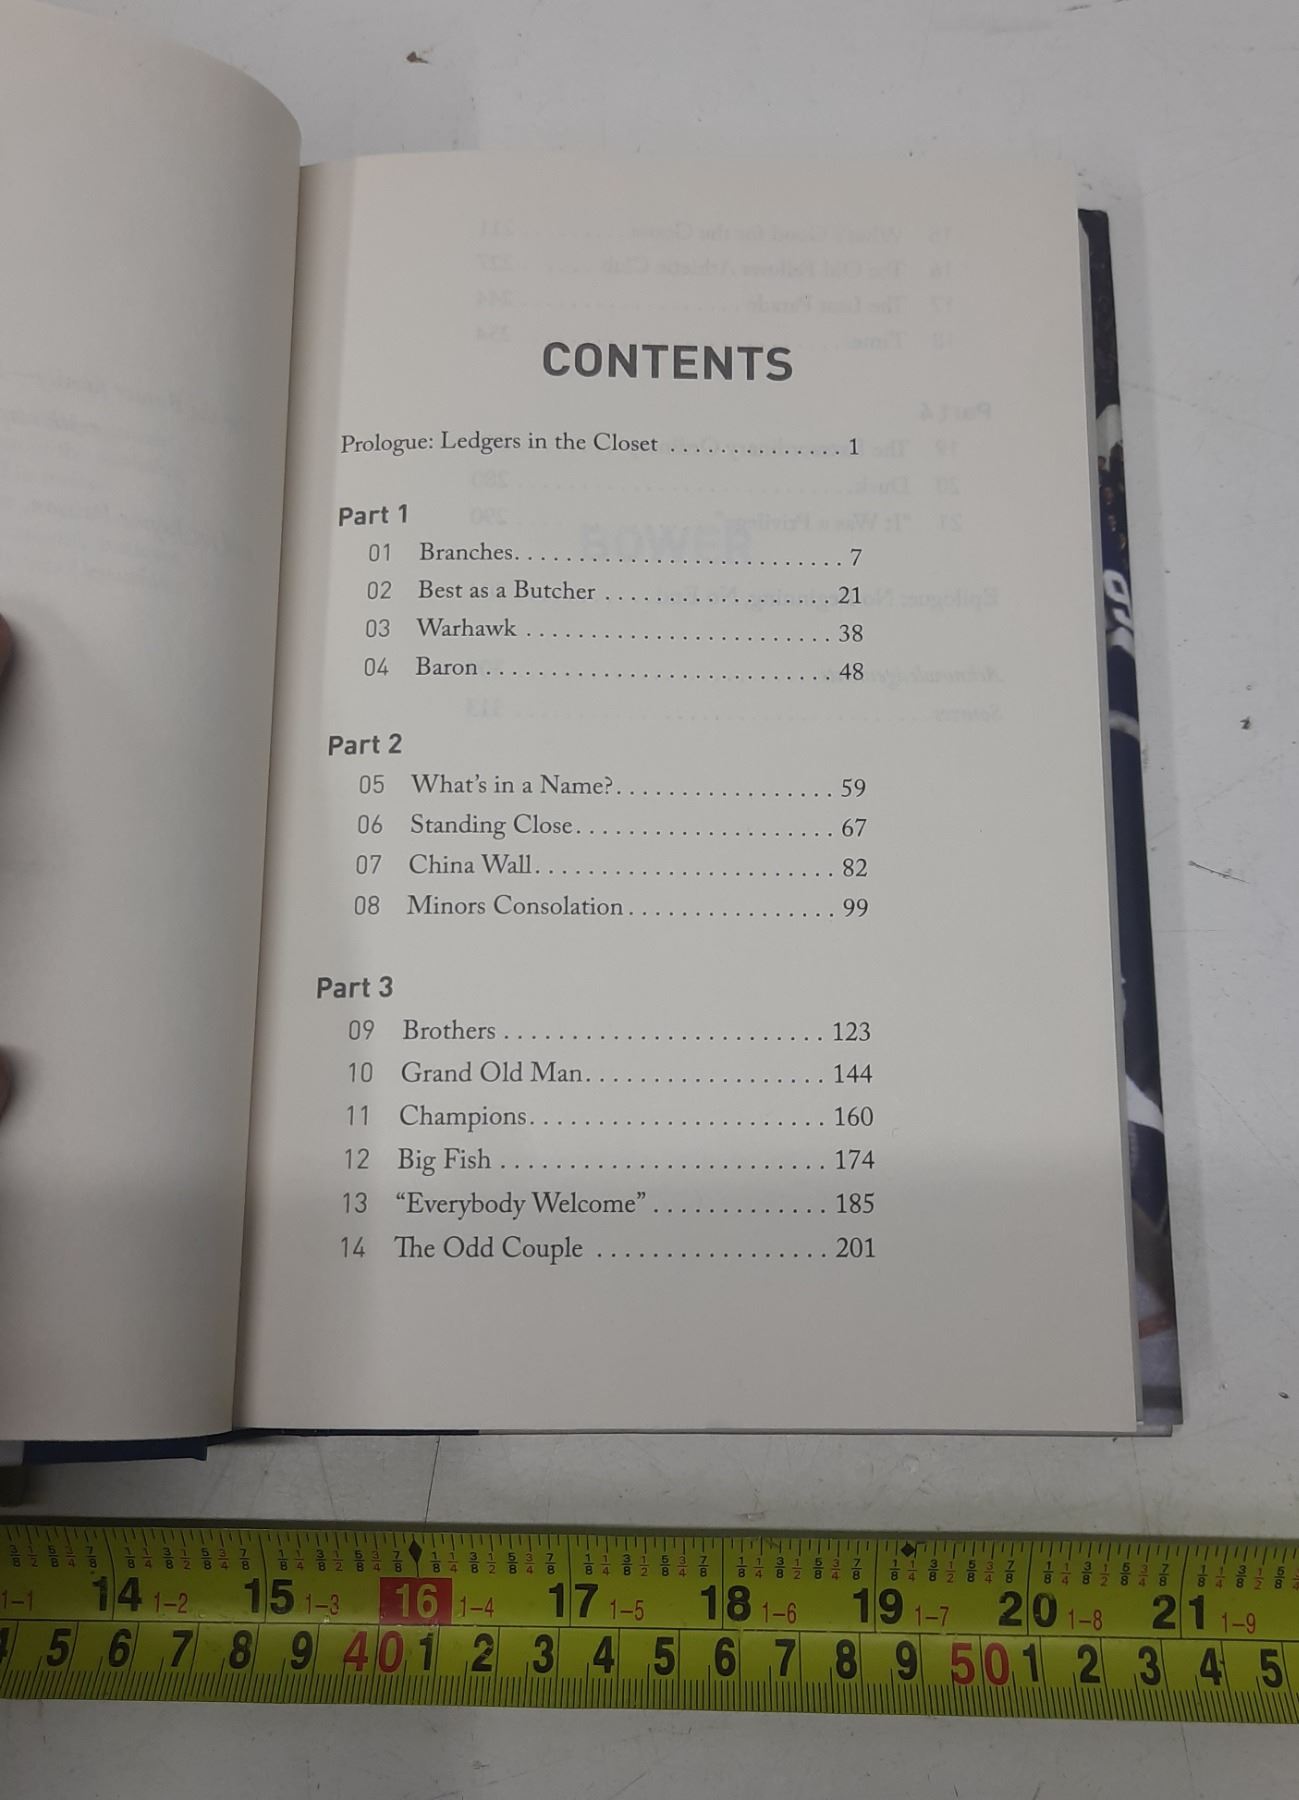 CONTENTS
Prologue: Ledgers in the Closet . . . . . . . . . . . . . 1
Part 1
01 Branches. . . . . . . . . . . . . . . . . . . . . . . . . 7
02 Best as a Butcher . . . . . . . . . . . . . . . . . 21
03 Warhawk . . . . . . . . . . . . . . . . . . . . . . . 38
04 Baron . . . . . . . . . . . . . . . . . . . . . . . . . . 48
Part 2
05 What's in a Name?. . . . . . . . . . . . . . . . . 59
06 Standing Close. . . . . . . . . . . . . . . . . . . . 67
07 China Wall. . . . . . . . . . . . . . . . . . . . . . . 82
08 Minors Consolation. . . . . . . . . . . . . . . . 99
Part 3
09 Brothers . . . . . . . . . . . . . . . . . . . . . . . . 123
10 Grand Old Man. . . . . . . . . . . . . . . . . . . 144
11 Champions. . . . . . . . . . . . . . . . . . . . . . . 160
12 Big Fish . . . . . . . . . . . . . . . . . . . . . . . . . 174
13 “Everybody Welcome” . . . . . . . . . . . . . 185
14 The Odd Couple . . . . . . . . . . . . . . . . . . 201
14 1-2 15 1-3 16 1-4 17 1-5 18 1-6 19 1-7 20 1-8 21 1-9
5 6 7 8 9 40 1 2 3 4 5 6 7 8 9 50 1 2 3 4 5